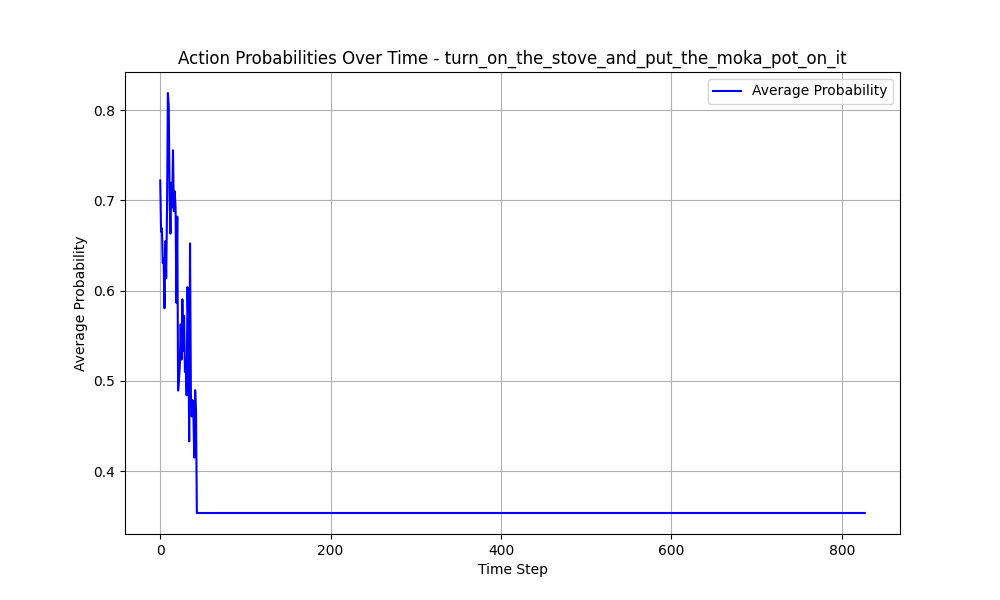 Action Probabilities Over Time - turn_on_the_stove_and_put_the_moka_pot_on_it
Average Probability
0.8
0.7
0.6
0.5
0.4
Average Probability
0
200
400
600
800
Time Step